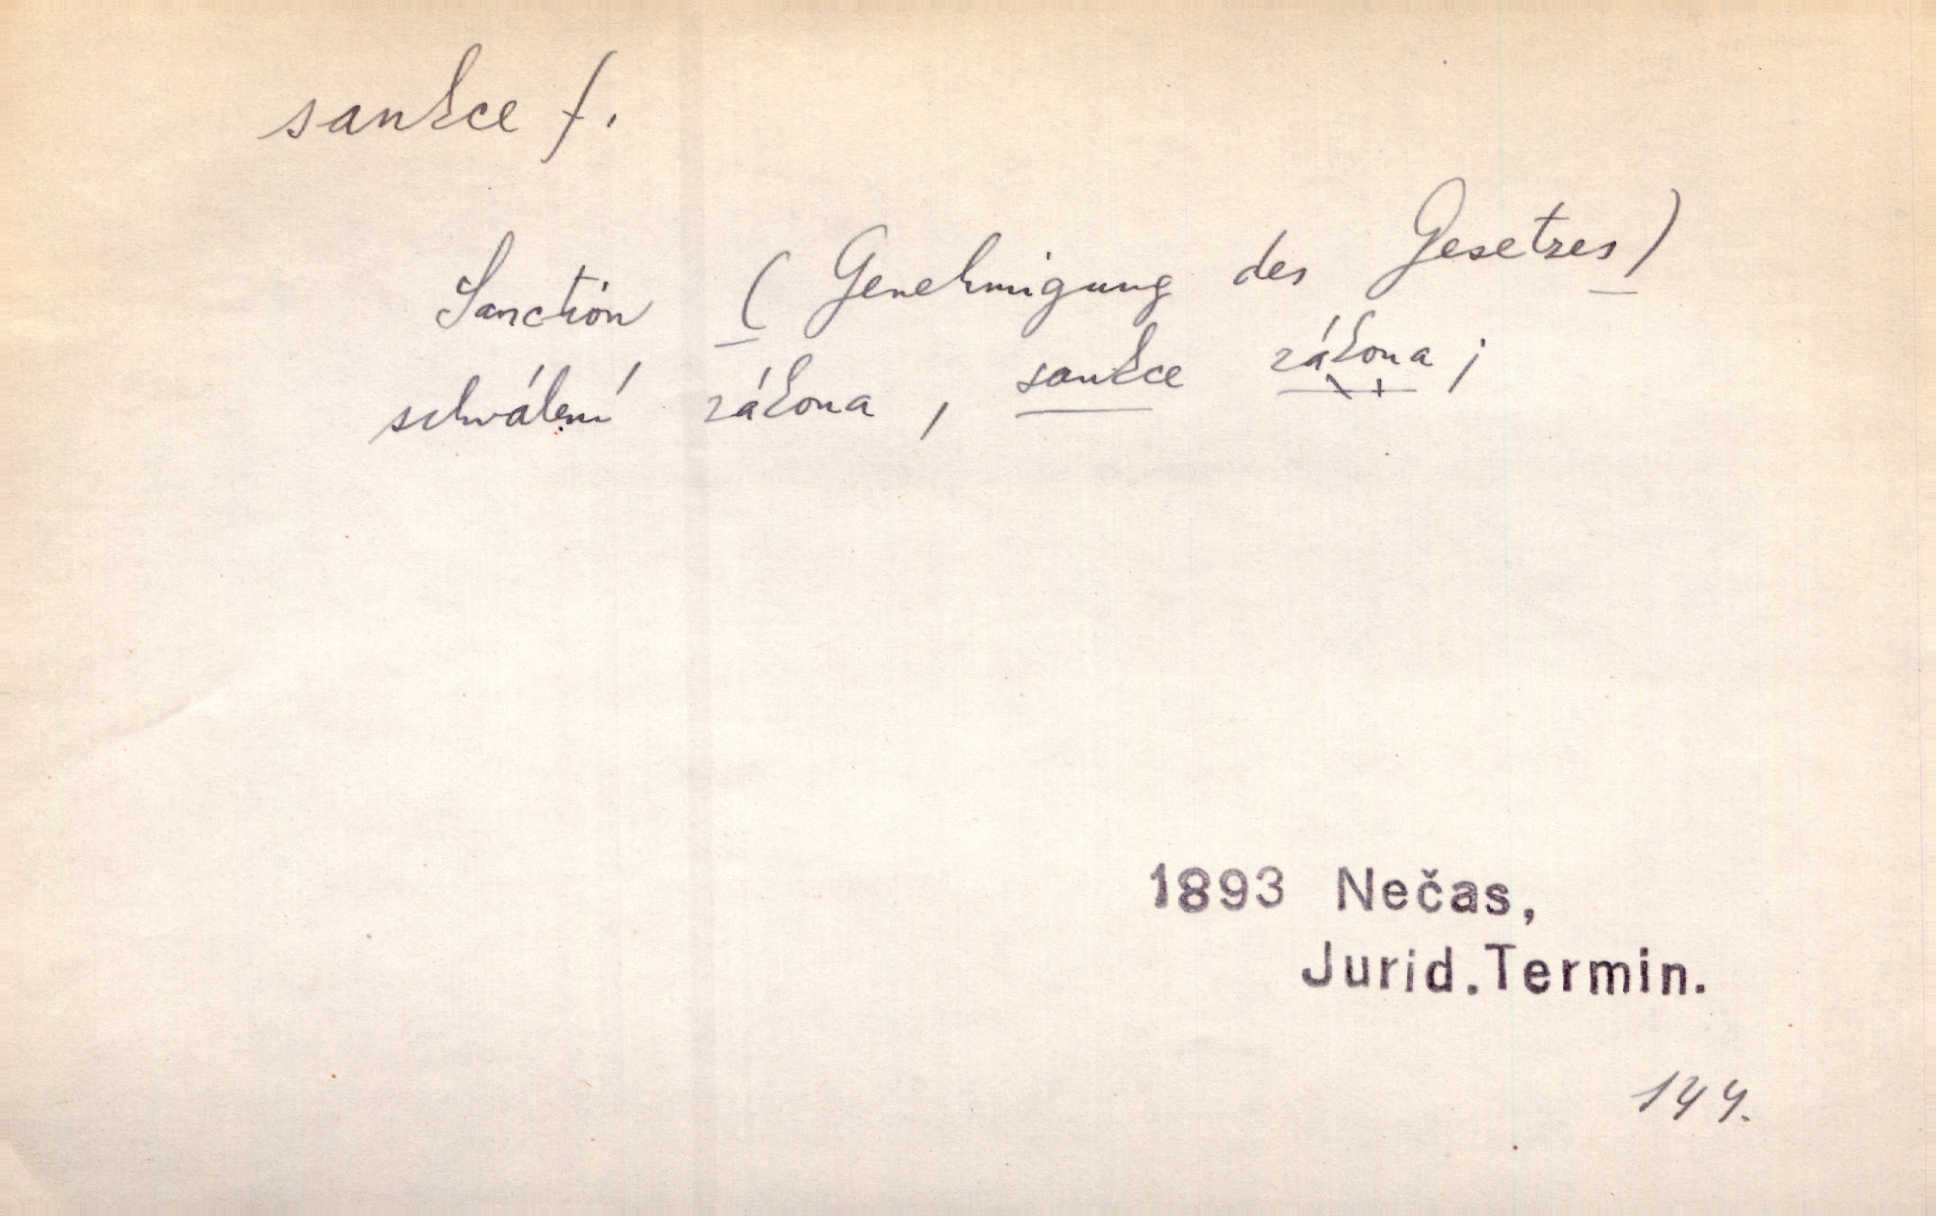 sankce f.
Sanction (Genehmigung des Gesetzes)
schválení zákona, sankce zákona;
1893 Nečas,
Jurid.Termin.
144.